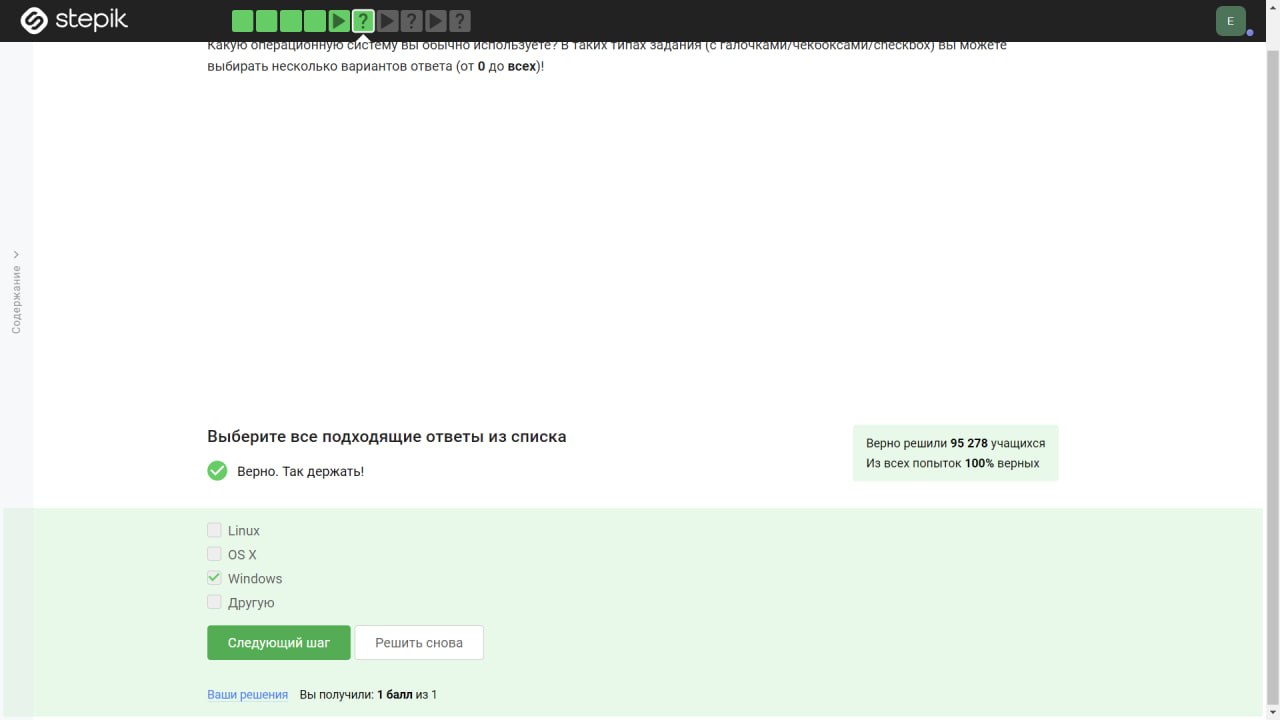 stepik
E
Какую операционную систему вы обычно используете? В таких типах задания (с галочками/чекбоксами/checkbox) вы можете
выбирать несколько вариантов ответа (от 0 до всех)!
Содержание
Выберите все подходящие ответы из списка
Верно. Так держать!
Верно решили 95 278 учащихся
Из всех попыток 100% верных
Linux
OS X
Windows
Другую
Следующий шаг
Решить снова
Ваши решения Вы получили: 1 балл из 1